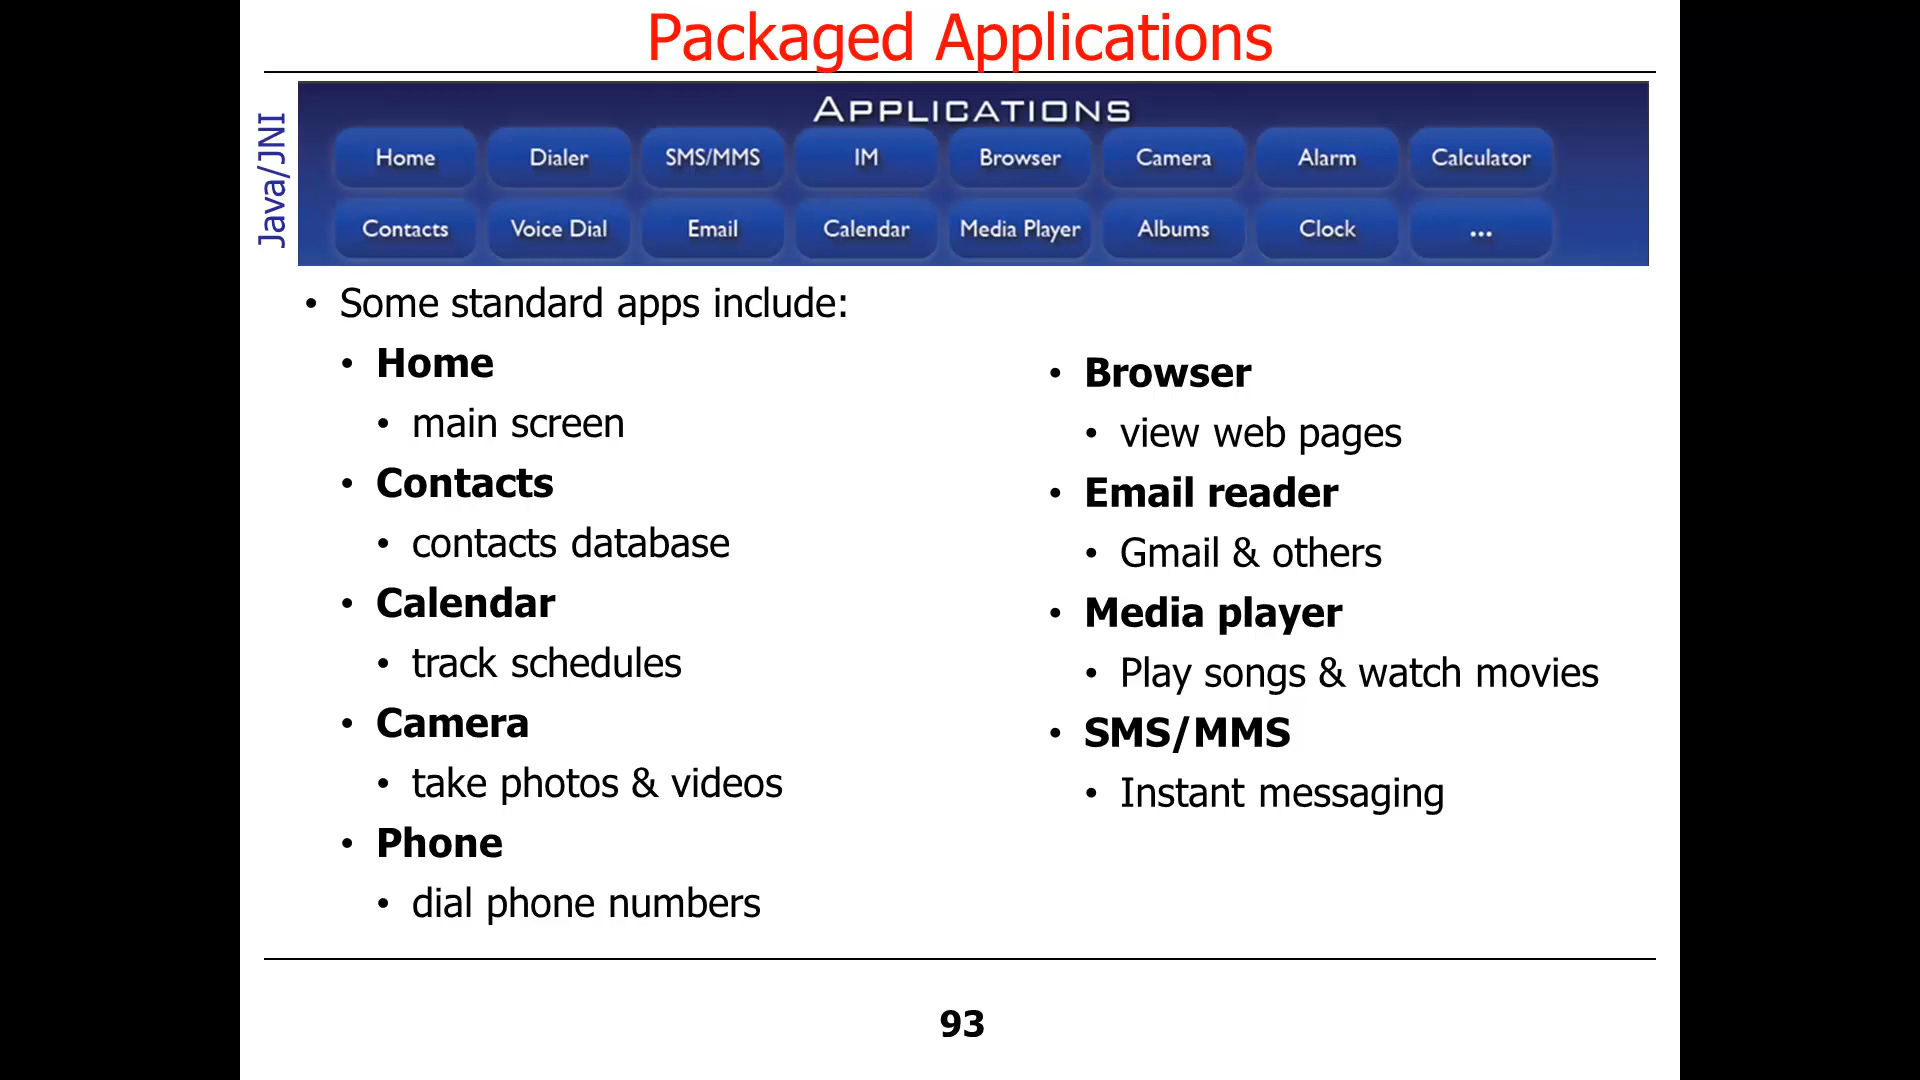 Packaged Applications
Java/JNI
APPLICATIONS
Home Dialer SMS/MMS IM Browser Camera Alarm Calculator
Contacts Voice Dial Email Calendar Media Player Albums Clock ...
• Some standard apps include:
• Home
• main screen
• Contacts
• contacts database
• Calendar
• track schedules
• Camera
• take photos & videos
• Phone
• dial phone numbers
• Browser
• view web pages
• Email reader
• Gmail & others
• Media player
• Play songs & watch movies
• SMS/MMS
• Instant messaging
93